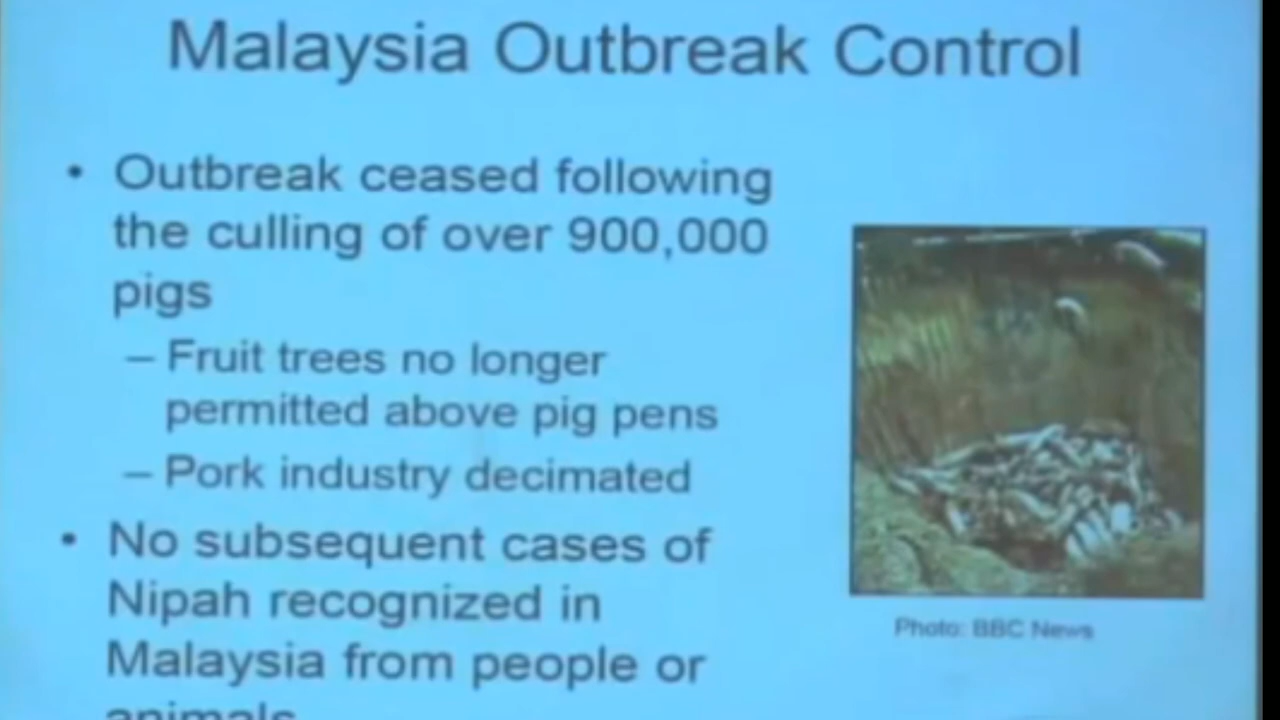 Malaysia Outbreak Control
• Outbreak ceased following
the culling of over 900,000
pigs
– Fruit trees no longer
permitted above pig pens
– Pork industry decimated
• No subsequent cases of
Nipah recognized in
Malaysia from people or
animals
Photo: BBC News